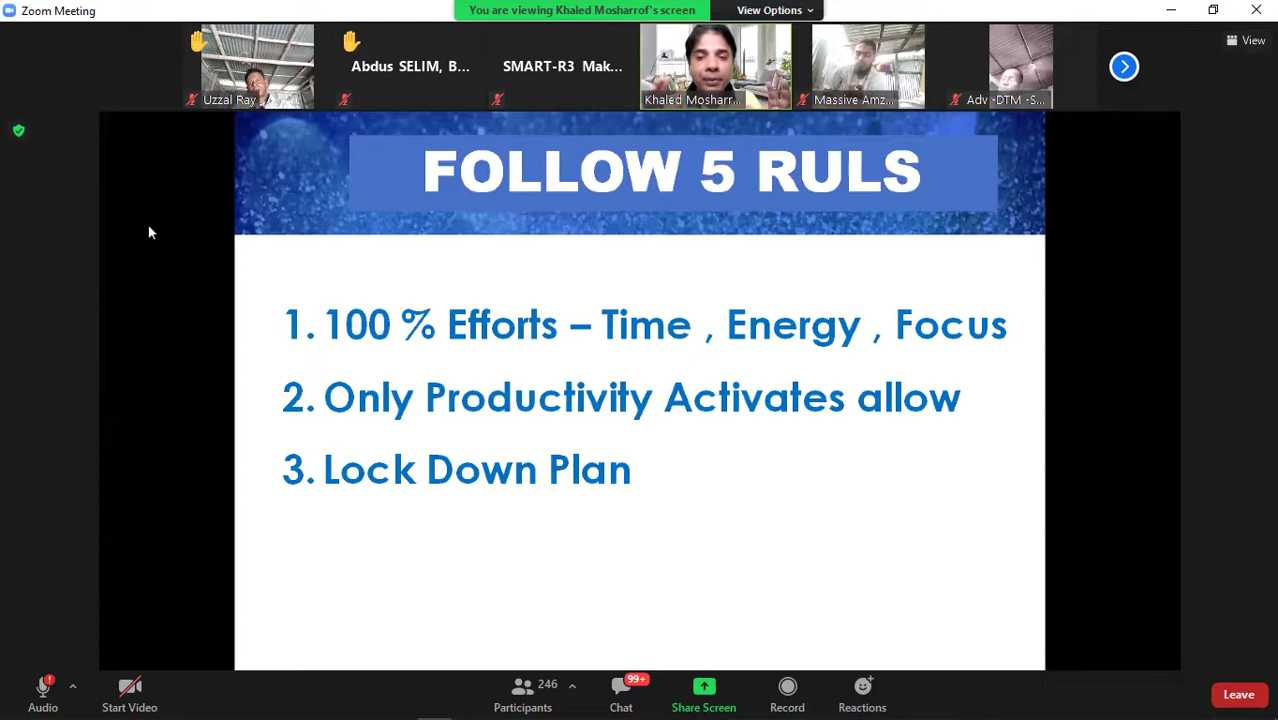 Zoom Meeting
You are viewing Khaled Mosharrof's screen
View Options
View
Uzzal Ray
Abdus SELIM, B...
SMART-R3 Mak...
Khaled Mosharr...
Massive Amz...
Adv -DTM -S...
FOLLOW 5 RULS
1. 100 % Efforts – Time , Energy , Focus
2. Only Productivity Activates allow
3. Lock Down Plan
Audio
Start Video
246
Participants
99+
Chat
Share Screen
Record
Reactions
Leave